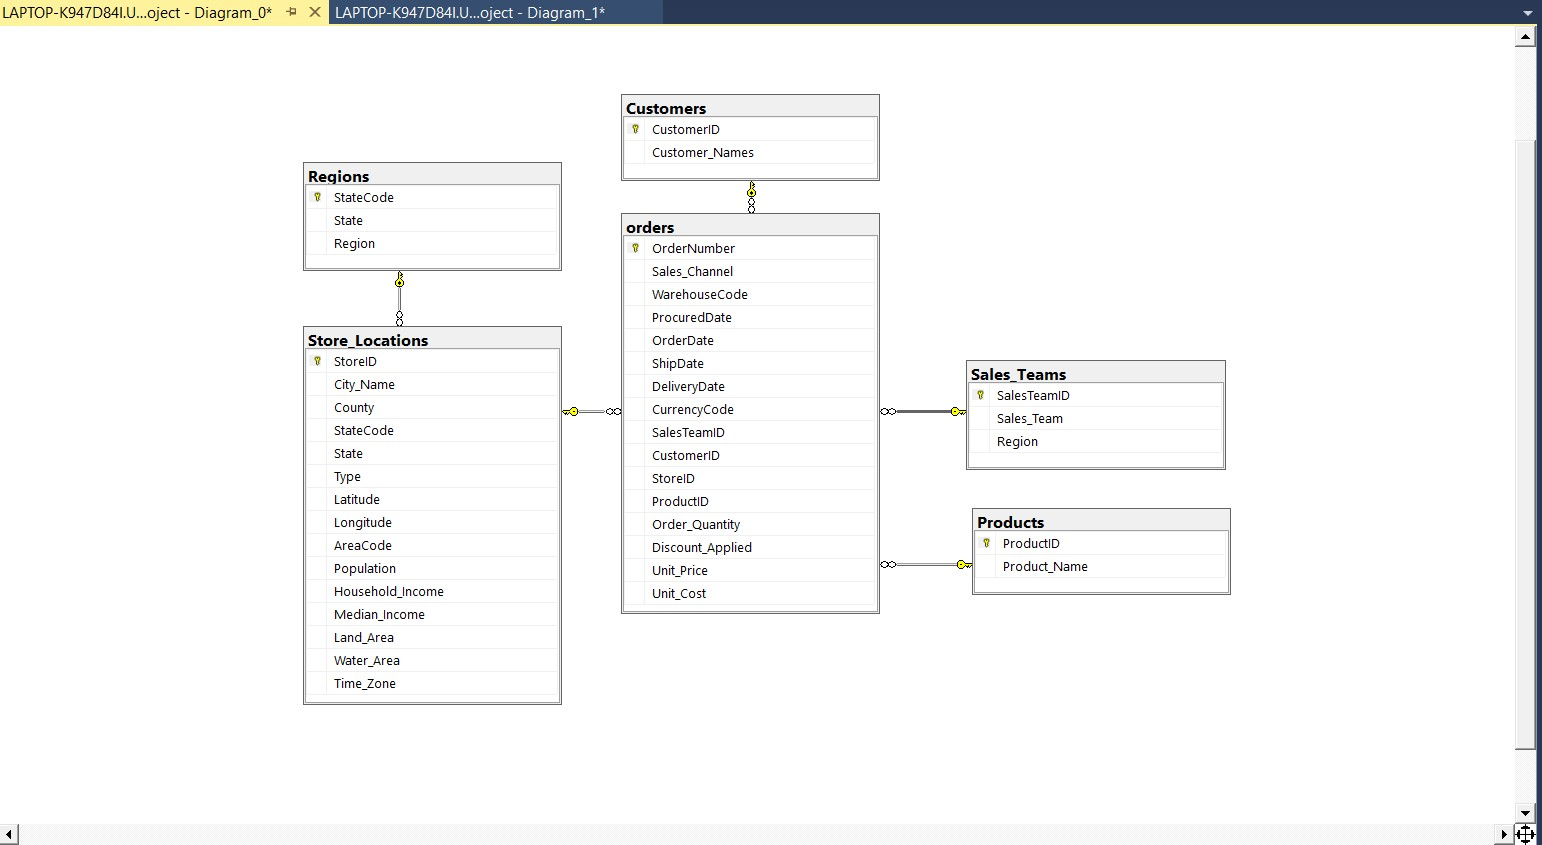 LAPTOP-K947D84I.U...oject - Diagram_0*
LAPTOP-K947D84I.U...oject - Diagram_1*
Customers
CustomerID
Customer_Names
Regions
StateCode
State
Region
orders
OrderNumber
Sales_Channel
WarehouseCode
ProcuredDate
OrderDate
ShipDate
DeliveryDate
CurrencyCode
SalesTeamID
CustomerID
StoreID
ProductID
Order_Quantity
Discount_Applied
Unit_Price
Unit_Cost
Store_Locations
StoreID
City_Name
County
StateCode
State
Type
Latitude
Longitude
AreaCode
Population
Household_Income
Median_Income
Land_Area
Water_Area
Time_Zone
Sales_Teams
SalesTeamID
Sales_Team
Region
Products
ProductID
Product_Name